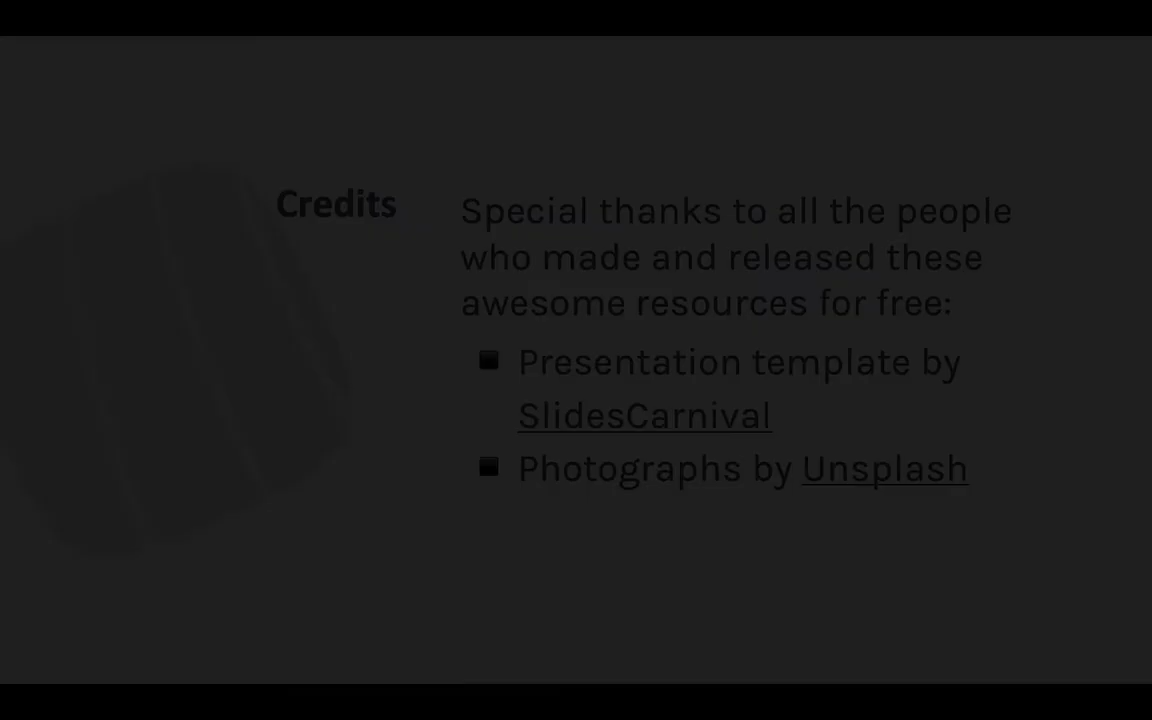 Credits
Special thanks to all the people
who made and released these
awesome resources for free:
Presentation template by
SlidesCarnival
Photographs by Unsplash